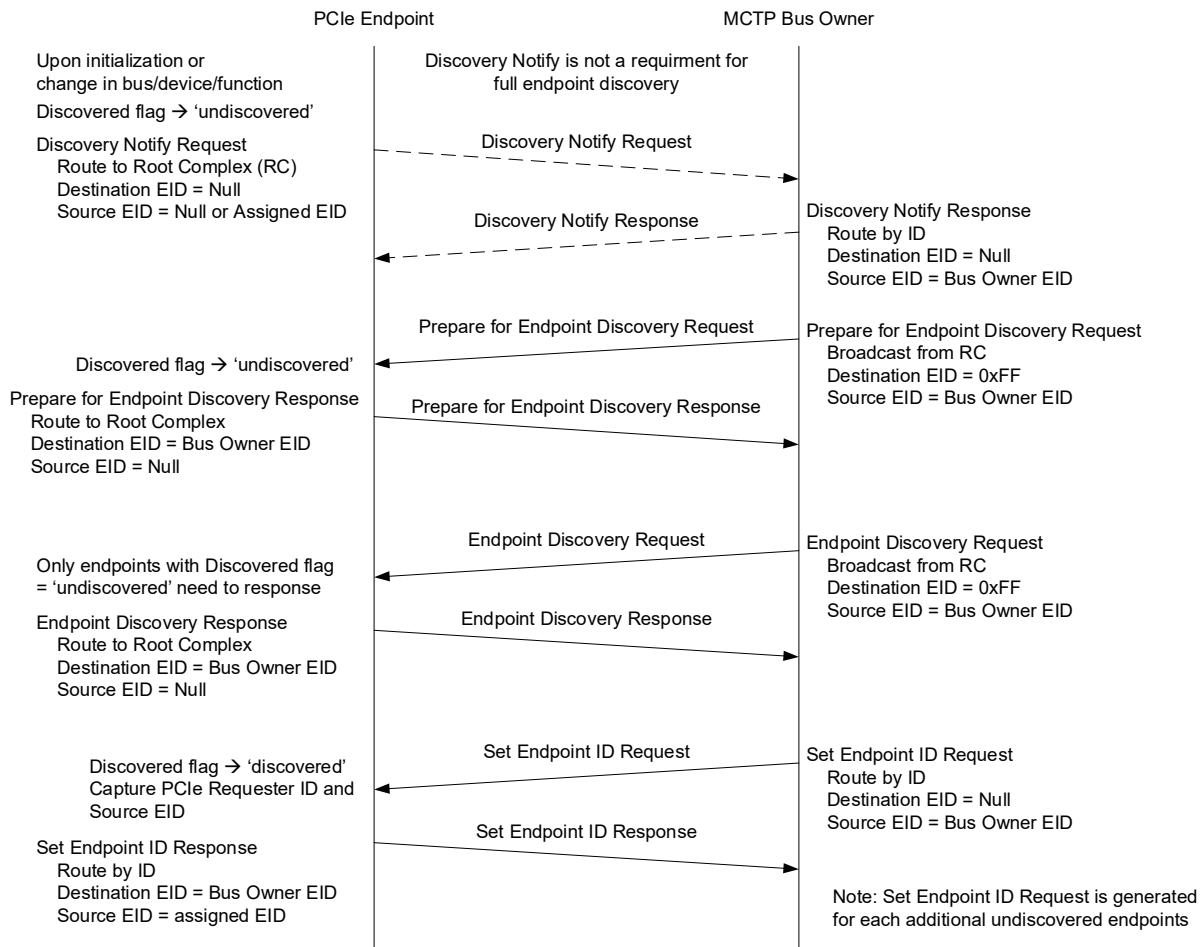 PCIe Endpoint
MCTP Bus Owner
Upon initialization or
change in bus/device/function
Discovery Notify is not a requirment for
full endpoint discovery
Discovered flag → ‘undiscovered’
Discovery Notify Request
Route to Root Complex (RC)
Destination EID = Null
Source EID = Null or Assigned EID
Discovery Notify Request
Discovery Notify Response
Discovery Notify Response
Route by ID
Destination EID = Null
Source EID = Bus Owner EID
Prepare for Endpoint Discovery Request
Prepare for Endpoint Discovery Request
Broadcast from RC
Destination EID = 0xFF
Source EID = Bus Owner EID
Discovered flag → ‘undiscovered’
Prepare for Endpoint Discovery Response
Route to Root Complex
Destination EID = Bus Owner EID
Source EID = Null
Prepare for Endpoint Discovery Response
Endpoint Discovery Request
Endpoint Discovery Request
Broadcast from RC
Destination EID = 0xFF
Source EID = Bus Owner EID
Only endpoints with Discovered flag
= ‘undiscovered’ need to response
Endpoint Discovery Response
Route to Root Complex
Destination EID = Bus Owner EID
Source EID = Null
Endpoint Discovery Response
Set Endpoint ID Request
Set Endpoint ID Request
Route by ID
Destination EID = Null
Source EID = Bus Owner EID
Discovered flag → ‘discovered’
Capture PCIe Requester ID and
Source EID
Set Endpoint ID Response
Set Endpoint ID Response
Route by ID
Destination EID = Bus Owner EID
Source EID = assigned EID
Note: Set Endpoint ID Request is generated
for each additional undiscovered endpoints